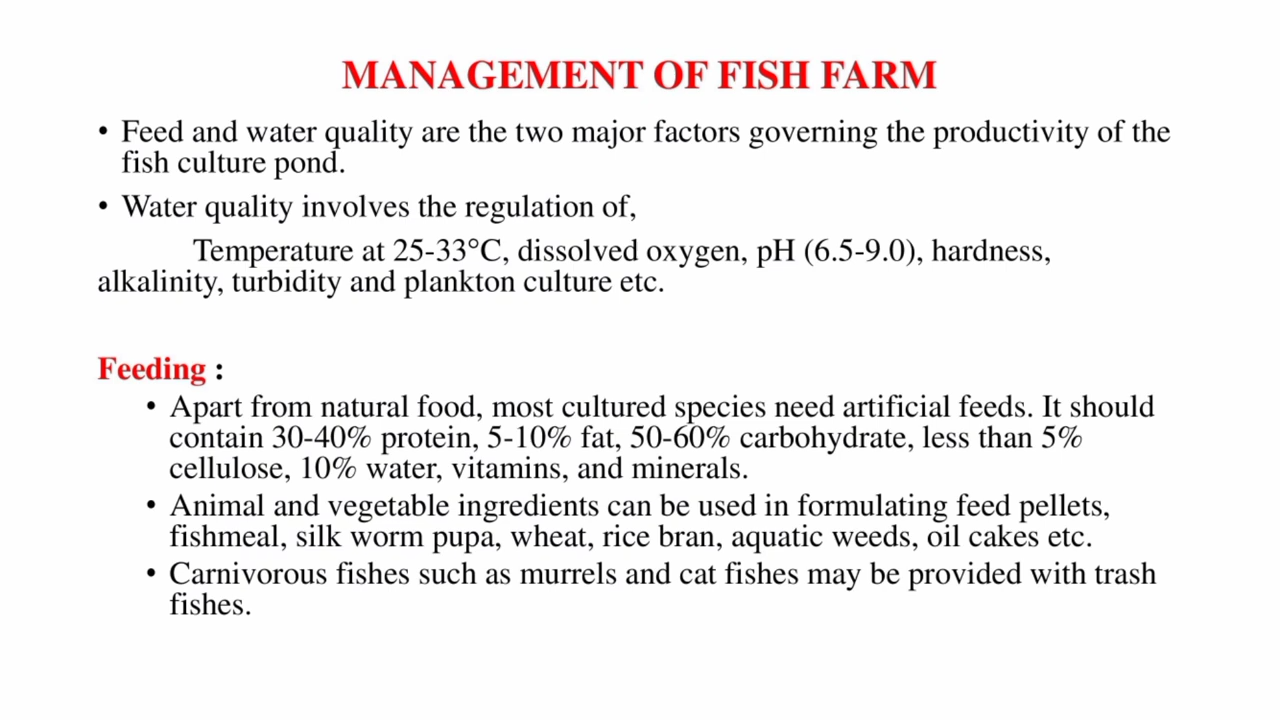 MANAGEMENT OF FISH FARM
• Feed and water quality are the two major factors governing the productivity of the
fish culture pond.
• Water quality involves the regulation of,
Temperature at 25-33°C, dissolved oxygen, pH (6.5-9.0), hardness,
alkalinity, turbidity and plankton culture etc.
Feeding :
• Apart from natural food, most cultured species need artificial feeds. It should
contain 30-40% protein, 5-10% fat, 50-60% carbohydrate, less than 5%
cellulose, 10% water, vitamins, and minerals.
• Animal and vegetable ingredients can be used in formulating feed pellets,
fishmeal, silk worm pupa, wheat, rice bran, aquatic weeds, oil cakes etc.
• Carnivorous fishes such as murrels and cat fishes may be provided with trash
fishes.